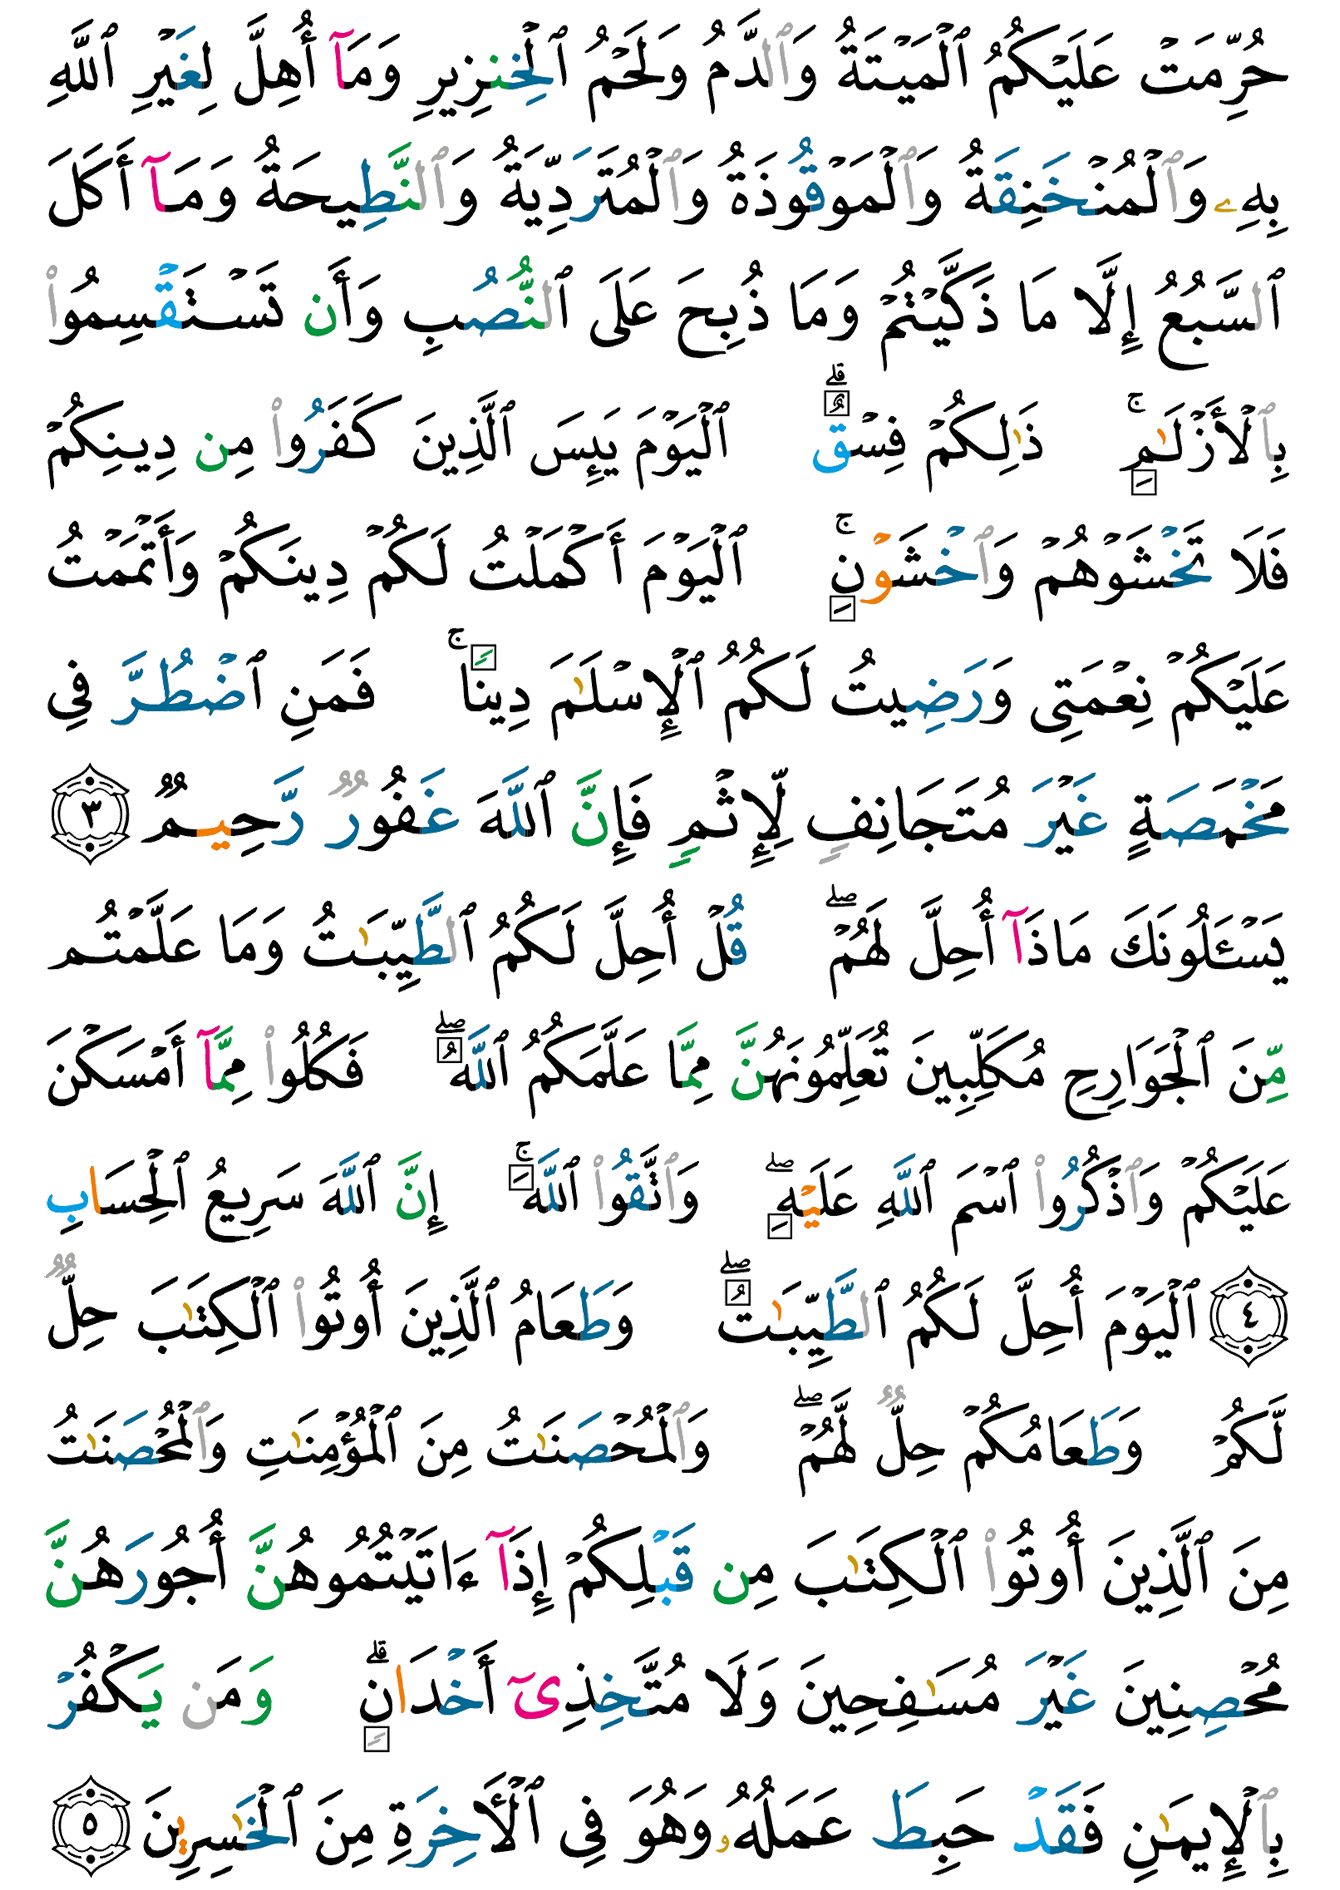 حُرِّمَتۡ عَلَيۡكُمُ ٱلۡمَيۡتَةُ وَٱلدَّمُ وَلَحۡمُ ٱلۡخِنزِيرِ وَمَآ أُهِلَّ لِغَيۡرِ ٱللَّهِ
بِهِۦ وَٱلۡمُنۡخَنِقَةُ وَٱلۡمَوۡقُوذَةُ وَٱلۡمُتَرَدِّيَةُ وَٱلنَّطِيحَةُ وَمَآ أَكَلَ
ٱلسَّبُعُ إِلَّا مَا ذَكَّيۡتُمۡ وَمَا ذُبِحَ عَلَى ٱلنُّصُبِ وَأَن تَسۡتَقۡسِمُواْ
بِٱلۡأَزۡلَٰمِۚ ذَٰلِكُمۡ فِسۡقٌۗ ٱلۡيَوۡمَ يَئِسَ ٱلَّذِينَ كَفَرُواْ مِن دِينِكُمۡ
فَلَا تَخۡشَوۡهُمۡ وَٱخۡشَوۡنِۚ ٱلۡيَوۡمَ أَكۡمَلۡتُ لَكُمۡ دِينَكُمۡ وَأَتۡمَمۡتُ
عَلَيۡكُمۡ نِعۡمَتِي وَرَضِيتُ لَكُمُ ٱلۡإِسۡلَٰمَ دِينٗاۚ فَمَنِ ٱضۡطُرَّ فِي
مَخۡمَصَةٍ غَيۡرَ مُتَجَانِفٖ لِّإِثۡمٖ فَإِنَّ ٱللَّهَ غَفُورٞ رَّحِيمٞ ٣
يَسۡـَٔلُونَكَ مَاذَآ أُحِلَّ لَهُمۡۖ قُلۡ أُحِلَّ لَكُمُ ٱلطَّيِّبَٰتُ وَمَا عَلَّمۡتُم
مِّنَ ٱلۡجَوَارِحِ مُكَلِّبِينَ تُعَلِّمُونَهُنَّ مِمَّا عَلَّمَكُمُ ٱللَّهُۖ فَكُلُواْ مِمَّآ أَمۡسَكۡنَ
عَلَيۡكُمۡ وَٱذۡكُرُواْ ٱسۡمَ ٱللَّهِ عَلَيۡهِۖ وَٱتَّقُواْ ٱللَّهَۚ إِنَّ ٱللَّهَ سَرِيعُ ٱلۡحِسَابِ
٤ ٱلۡيَوۡمَ أُحِلَّ لَكُمُ ٱلطَّيِّبَٰتُۖ وَطَعَامُ ٱلَّذِينَ أُوتُواْ ٱلۡكِتَٰبَ حِلّٞ
لَّكُمۡ وَطَعَامُكُمۡ حِلّٞ لَّهُمۡۖ وَٱلۡمُحۡصَنَٰتُ مِنَ ٱلۡمُؤۡمِنَٰتِ وَٱلۡمُحۡصَنَٰتُ
مِنَ ٱلَّذِينَ أُوتُواْ ٱلۡكِتَٰبَ مِن قَبۡلِكُمۡ إِذَآ ءَاتَيۡتُمُوهُنَّ أُجُورَهُنَّ
مُحۡصِنِينَ غَيۡرَ مُسَٰفِحِينَ وَلَا مُتَّخِذِيٓ أَخۡدَانٖۗ وَمَن يَكۡفُرۡ
بِٱلۡإِيمَٰنِ فَقَدۡ حَبِطَ عَمَلُهُۥ وَهُوَ فِي ٱلۡأٓخِرَةِ مِنَ ٱلۡخَٰسِرِينَ ٥